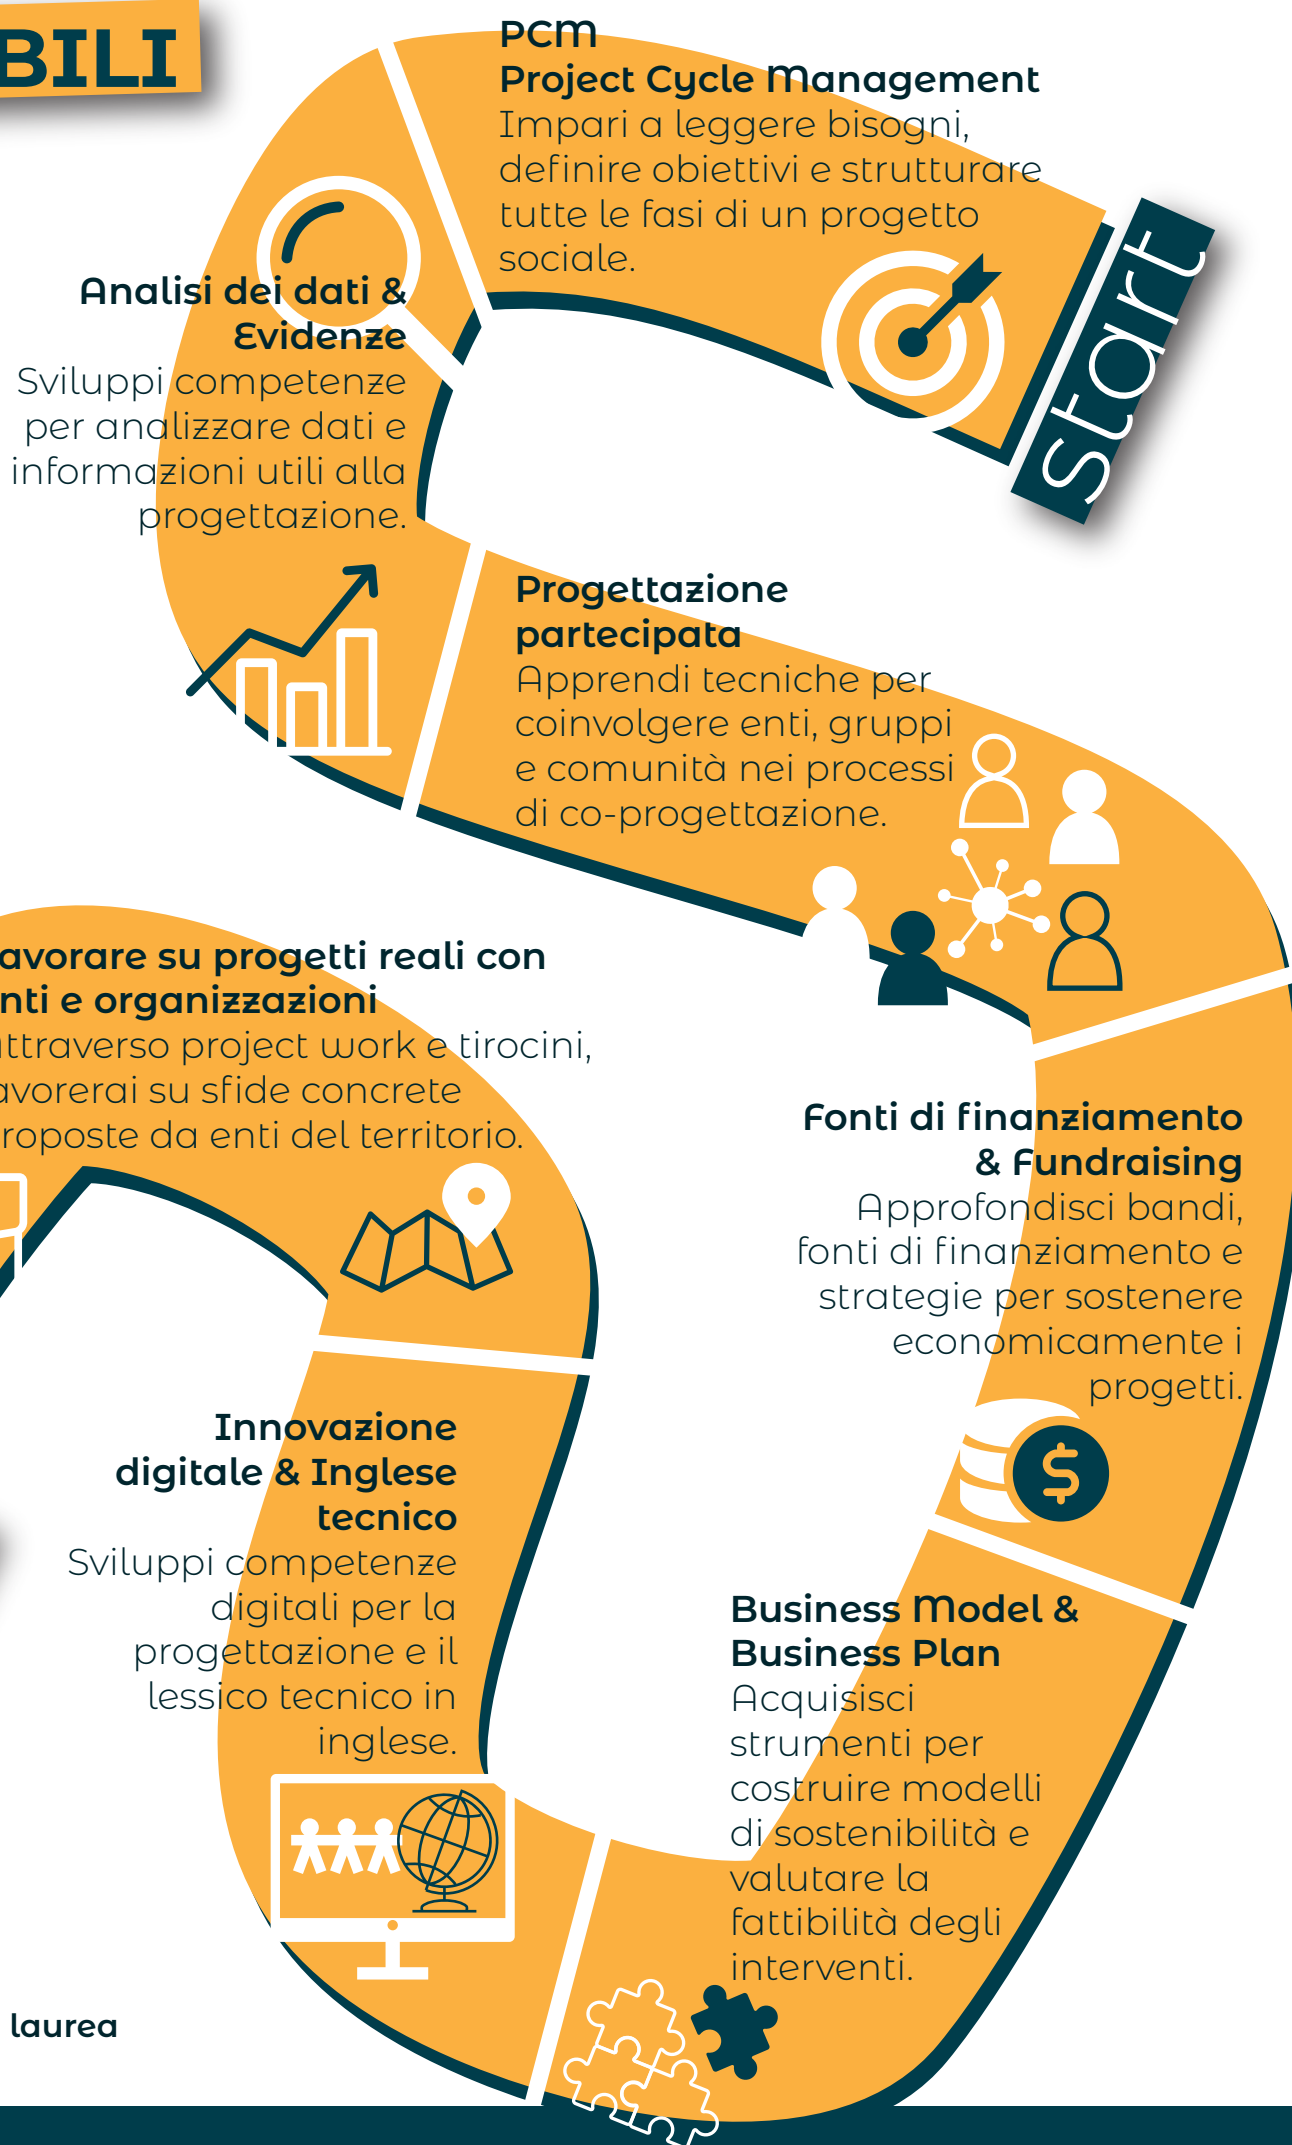 BILI
PCM
Project Cycle Management
Impari a leggere bisogni,
definire obiettivi e strutturare
tutte le fasi di un progetto
sociale.
start
Analisi dei dati &
Evidenze
Sviluppi competenze
per analizzare dati e
informazioni utili alla
progettazione.
Progettazione
partecipata
Apprendi tecniche per
coinvolgere enti, gruppi
e comunità nei processi
di co-progettazione.
Fonti di finanziamento
& Fundraising
Approfondisci bandi,
fonti di finanziamento e
strategie per sostenere
economicamente i
progetti.
$
Business Model &
Business Plan
Acquisisci
strumenti per
costruire modelli
di sostenibilità e
valutare la
fattibilità degli
interventi.
Innovazione
digitale & Inglese
tecnico
Sviluppi competenze
digitali per la
progettazione e il
lessico tecnico in
inglese.
avorare su progetti reali con
nti e organizzazioni
ttraverso project work e tirocini,
avorerai su sfide concrete
roposte da enti del territorio.
laurea